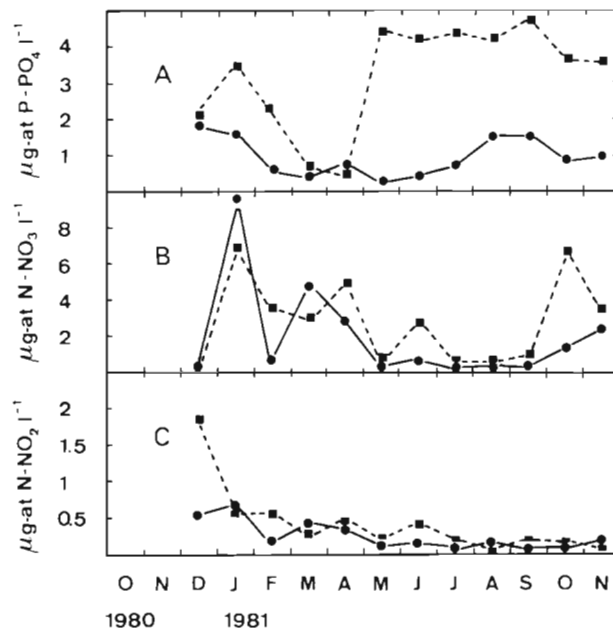 µg-at P-PO₄ l⁻¹
4
3
2
1
A
µg-at N-NO₃ l⁻¹
8
6
4
2
B
µg-at N-NO₂ l⁻¹
2
1.5
1
0.5
C
O N D J F M A M J J A S O N
1980 1981